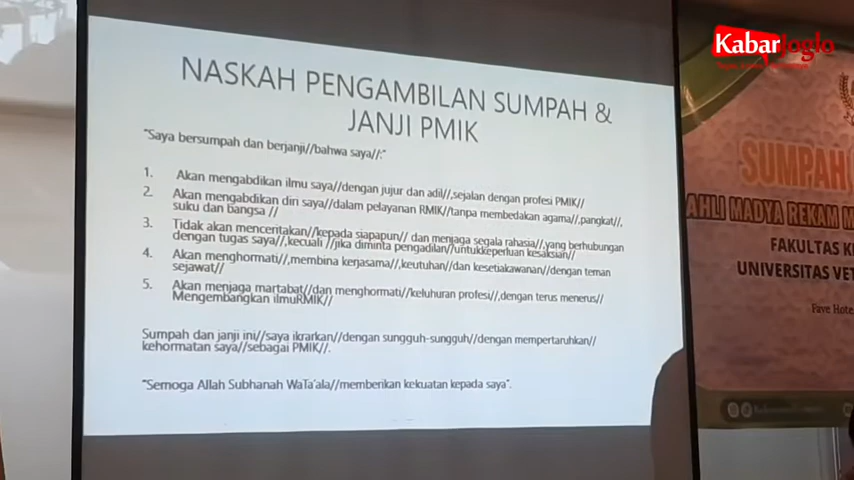 KabarJoglo
NASKAH PENGAMBILAN SUMPAH &
JANJI PMIK
"Saya bersumpah dan berjanji//bahwa saya//:"
1. Akan mengabdikan ilmu saya//dengan jujur dan adil//,sejalan dengan profesi PMIK//
2. Akan mengabdikan diri saya//dalam pelayanan RMIK//tanpa membedakan agama//,pangkat//,
suku dan bangsa //
3. Tidak akan menceritakan//kepada siapapun// dan menjaga segala rahasia//,yang berhubungan
dengan tugas saya//,kecuali //jika diminta pengadilan//untukkeperluan kesaksian//
4. Akan menghormati//,membina kerjasama//,keutuhan//dan kesetiakawanan//dengan teman
sejawat//
5. Akan menjaga martabat//dan menghormati//keluhuran profesi//,dengan terus menerus//
Mengembangkan ilmuRMIK//
Sumpah dan janji ini//saya ikrarkan//dengan sungguh-sungguh//dengan mempertaruhkan//
kehormatan saya//sebagai PMIK//.
"Semoga Allah Subhanah WaTa'ala//memberikan kekuatan kepada saya".
SUMPAH
AHLI MADYA REKAM M
FAKULTAS KE
UNIVERSITAS VET
Fave Hotel